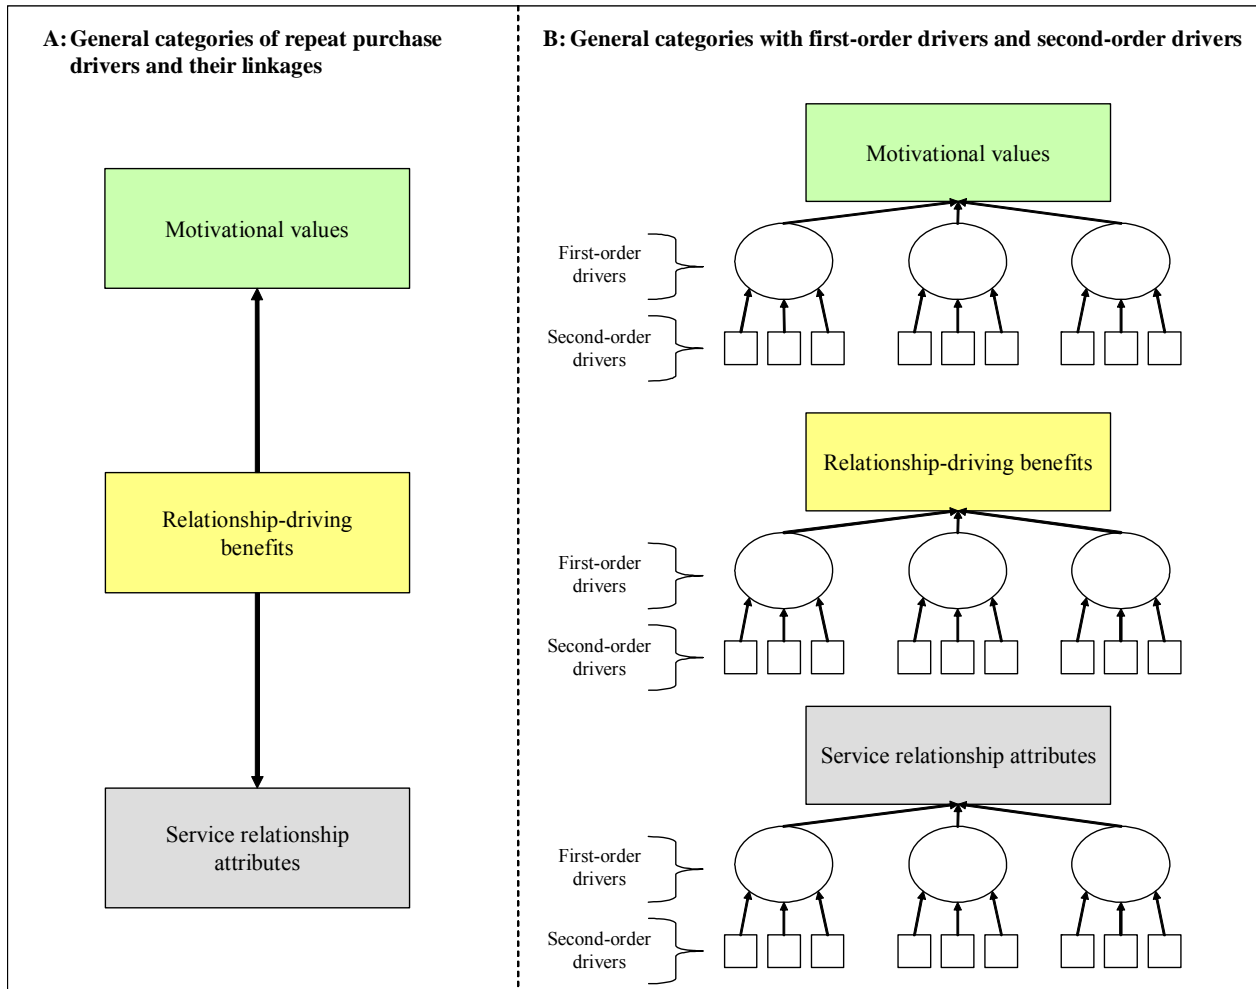 A: General categories of repeat purchase
drivers and their linkages
Motivational values
Relationship-driving
benefits
Service relationship
attributes
B: General categories with first-order drivers and second-order drivers
Motivational values
First-order
drivers
Second-order
drivers
Relationship-driving benefits
First-order
drivers
Second-order
drivers
Service relationship attributes
First-order
drivers
Second-order
drivers